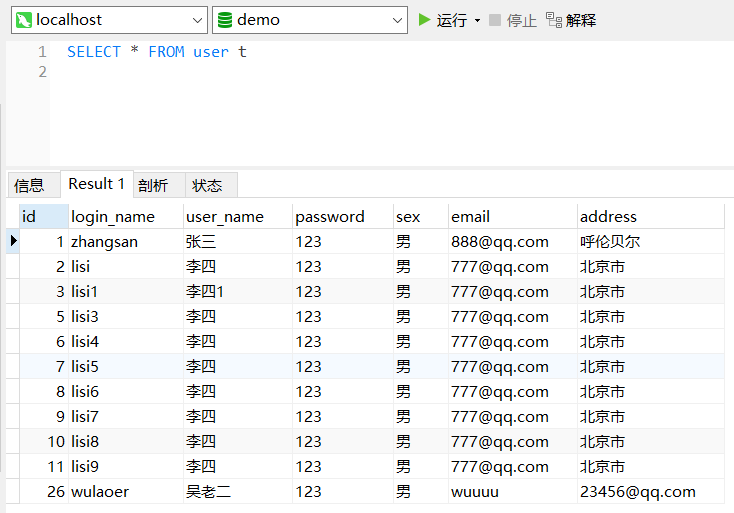 localhost demo 运行 停止 解释
1 SELECT * FROM user t
2
信息 Result 1 剖析 状态
id login_name user_name password sex email address
1 zhangsan 张三 123 男 888@qq.com 呼伦贝尔
2 lisi 李四 123 男 777@qq.com 北京市
3 lisi1 李四1 123 男 777@qq.com 北京市
5 lisi3 李四 123 男 777@qq.com 北京市
6 lisi4 李四 123 男 777@qq.com 北京市
7 lisi5 李四 123 男 777@qq.com 北京市
8 lisi6 李四 123 男 777@qq.com 北京市
9 lisi7 李四 123 男 777@qq.com 北京市
10 lisi8 李四 123 男 777@qq.com 北京市
11 lisi9 李四 123 男 777@qq.com 北京市
26 wulaoer 吴老二 123 男 wuuuu 23456@qq.com